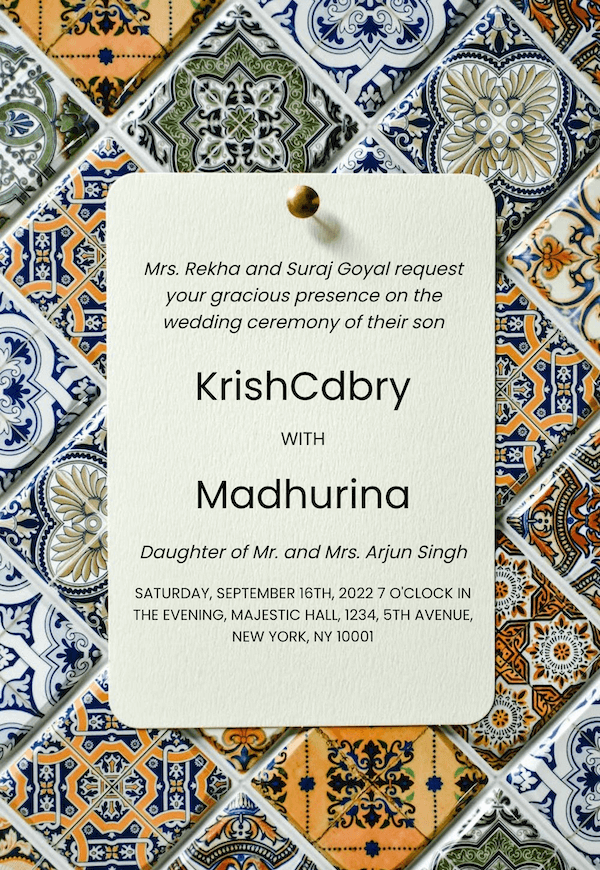 Mrs. Rekha and Suraj Goyal request
your gracious presence on the
wedding ceremony of their son
KrishCdbry
WITH
Madhurina
Daughter of Mr. and Mrs. Arjun Singh
SATURDAY, SEPTEMBER 16TH, 2022 7 O'CLOCK IN
THE EVENING, MAJESTIC HALL, 1234, 5TH AVENUE,
NEW YORK, NY 10001